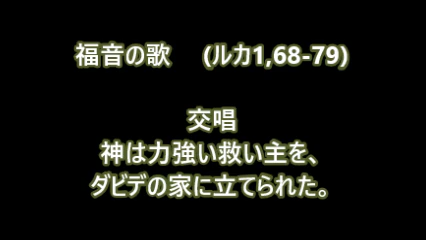 福音の歌　(ルカ1,68-79)
交唱
神は力強い救い主を、
ダビデの家に立てられた。